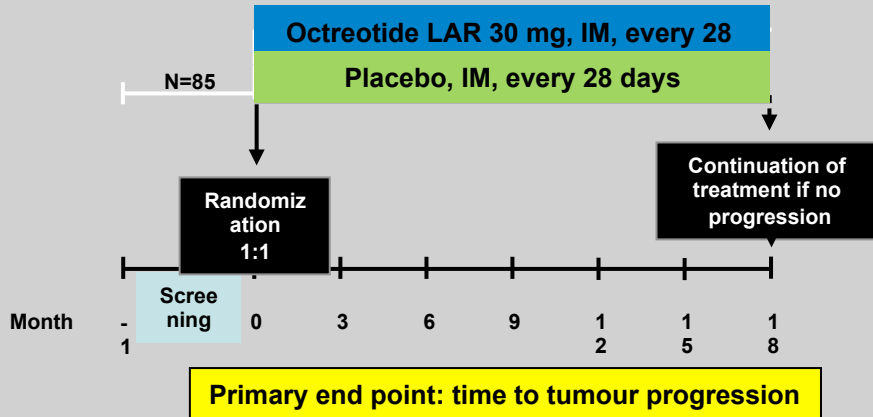 Octreotide LAR 30 mg, IM, every 28
N=85
Placebo, IM, every 28 days
Continuation of
treatment if no
progression
Randomiz
ation
1:1
Scree
ning
Month
-
1
0
3
6
9
1
2
1
5
1
8
Primary end point: time to tumour progression